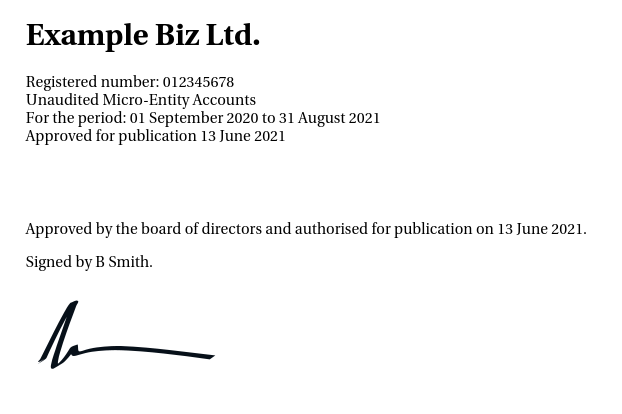 Example Biz Ltd.
Registered number: 012345678
Unaudited Micro-Entity Accounts
For the period: 01 September 2020 to 31 August 2021
Approved for publication 13 June 2021
Approved by the board of directors and authorised for publication on 13 June 2021.
Signed by B Smith.